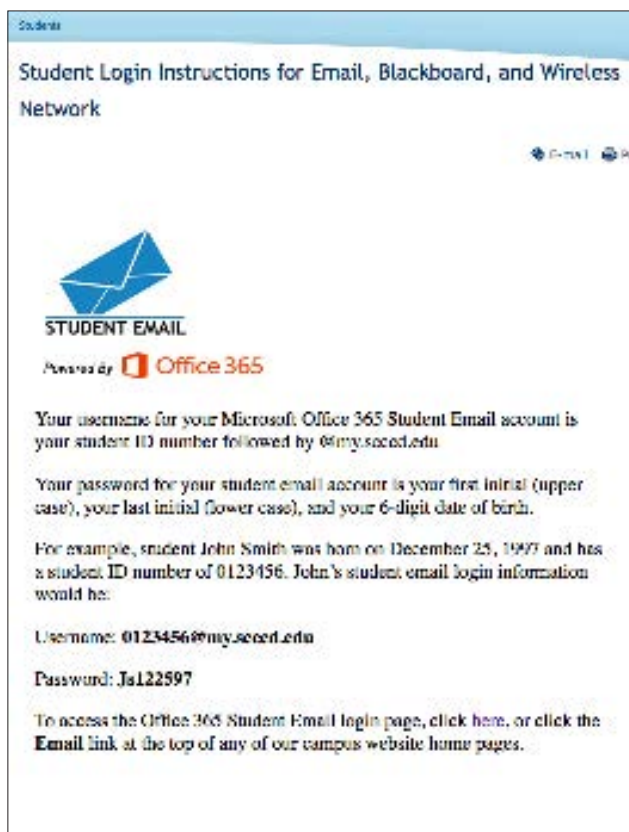 Students
Student Login Instructions for Email, Blackboard, and Wireless
Network
E-mail
STUDENT EMAIL
Powered By Office 365
Your username for your Microsoft Office 365 Student Email account is
your student ID number followed by @my.scccd.edu
Your password for your student email account is your first initial (upper
case), your last initial (lower case), and your 6-digit date of birth.
For example, student John Smith was born on December 25, 1997 and has
a student ID number of 0123456. John's student email login information
would be:
Username: 0123456@my.scccd.edu
Password: Js122597
To access the Office 365 Student Email login page, click here, or click the
Email link at the top of any of our campus website home pages.